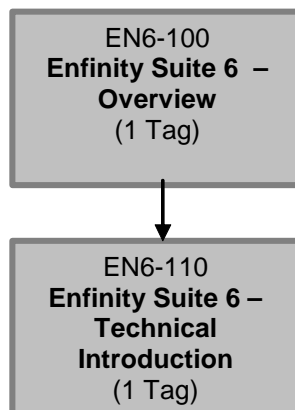 EN6-100
Enfinity Suite 6 –
Overview
(1 Tag)
EN6-110
Enfinity Suite 6 –
Technical
Introduction
(1 Tag)